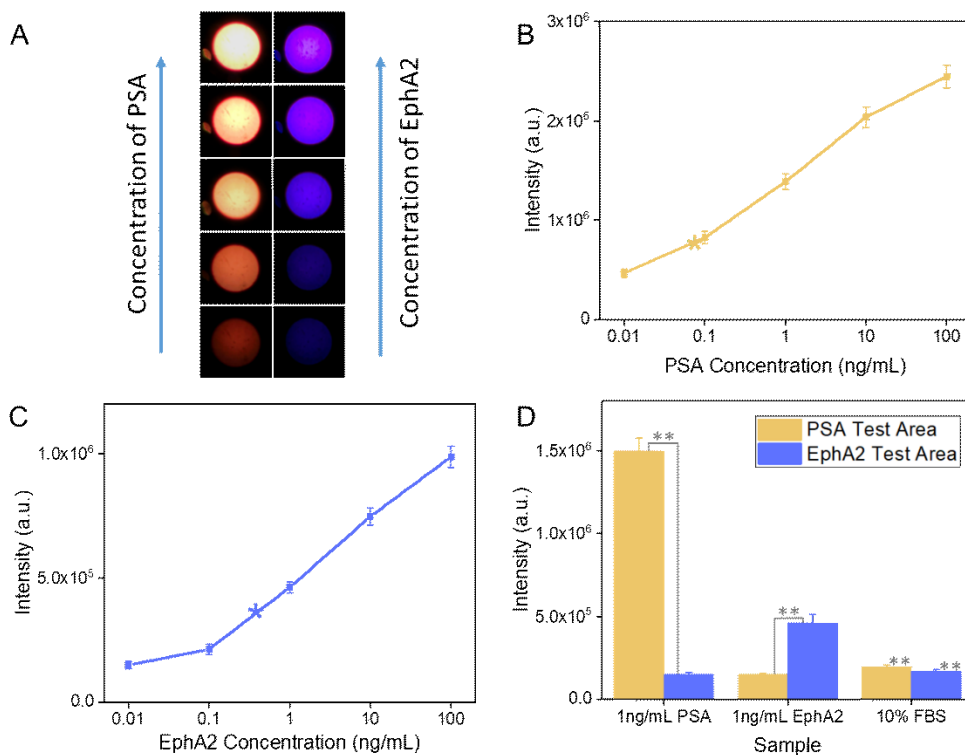 A
Concentration of PSA
Concentration of EphA2
B
3x10⁶
2x10⁶
1x10⁶
0
Intensity (a.u.)
0.01 0.1 1 10 100
PSA Concentration (ng/mL)
C
1.0x10⁶
5.0x10⁵
0.0
Intensity (a.u.)
0.01 0.1 1 10 100
EphA2 Concentration (ng/mL)
D
PSA Test Area
EphA2 Test Area
1.5x10⁶
1.0x10⁶
5.0x10⁵
0.0
Intensity (a.u.)
**
**
** **
1ng/mL PSA 1ng/mL EphA2 10% FBS
Sample